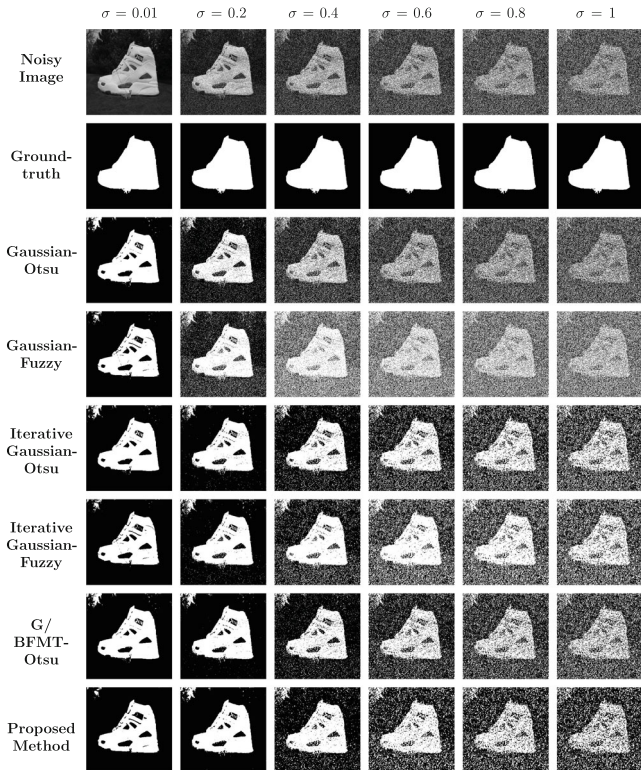 σ = 0.01 σ = 0.2 σ = 0.4 σ = 0.6 σ = 0.8 σ = 1
Noisy
Image
Ground-
truth
Gaussian-
Otsu
Gaussian-
Fuzzy
Iterative
Gaussian-
Otsu
Iterative
Gaussian-
Fuzzy
G/
BFMT-
Otsu
Proposed
Method